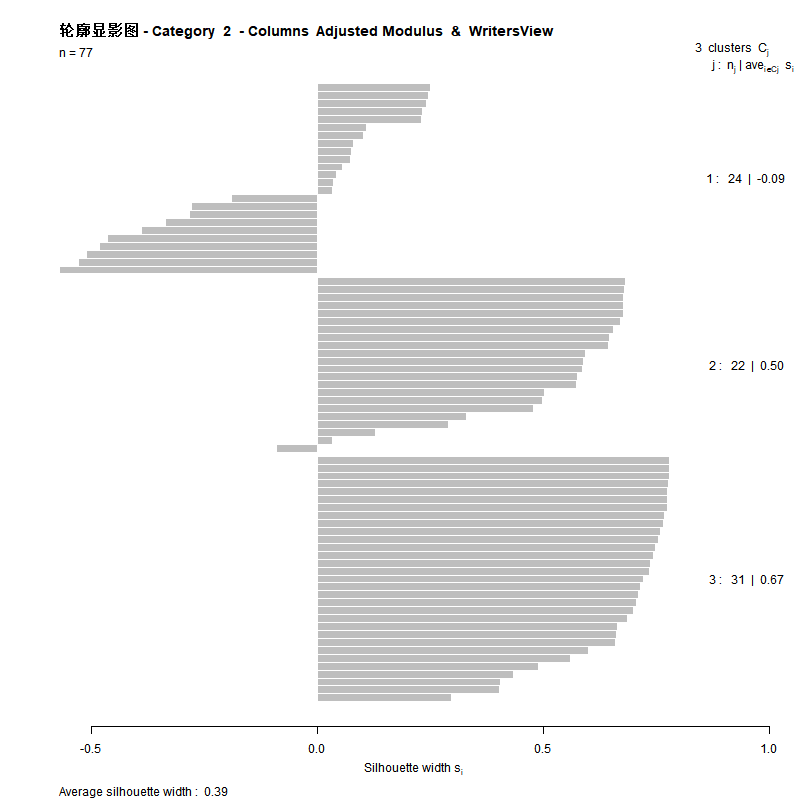 轮廓显影图 - Category 2 - Columns Adjusted Modulus & WritersView
n = 77
3 clusters Cj
j : nj | avei∈Cj si
1 : 24 | -0.09
2 : 22 | 0.50
3 : 31 | 0.67
-0.5 0.0 0.5 1.0
Silhouette width si
Average silhouette width : 0.39